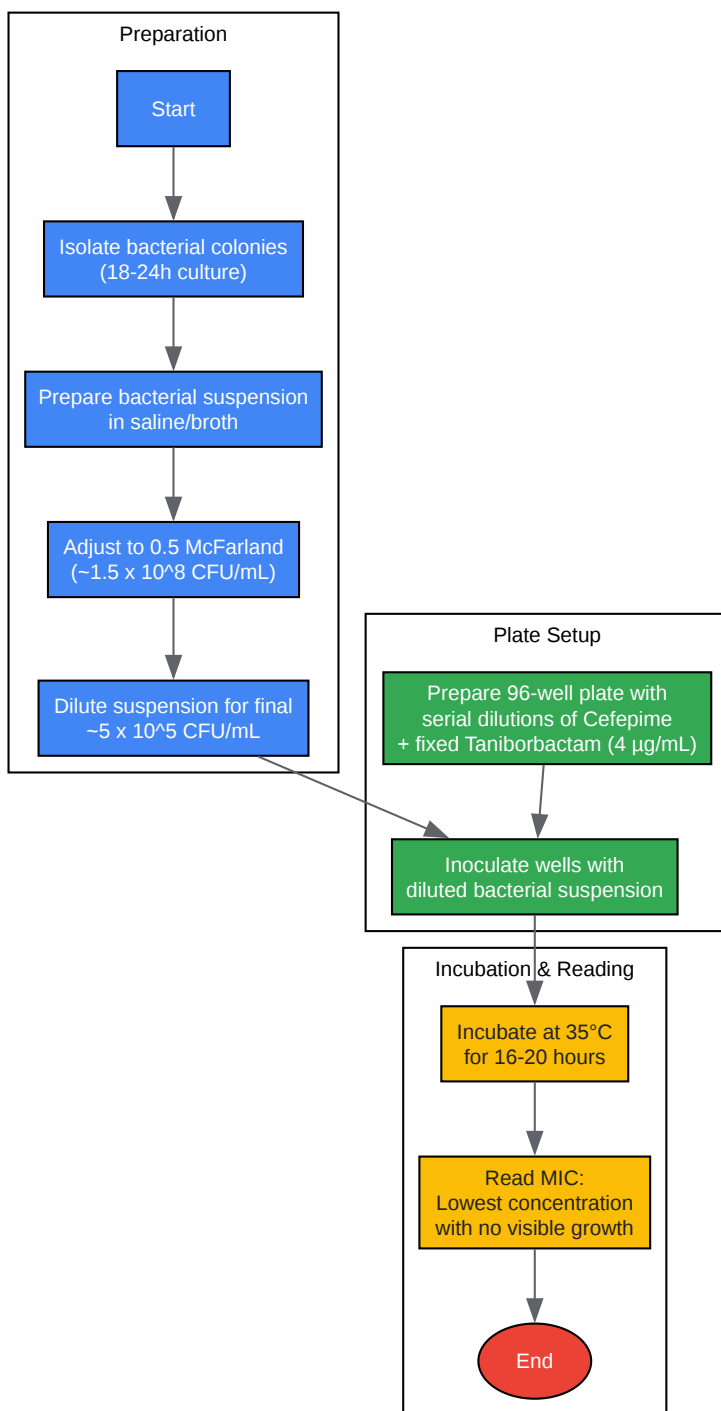 Preparation
Start
Isolate bacterial colonies
(18-24h culture)
Prepare bacterial suspension
in saline/broth
Adjust to 0.5 McFarland
(~1.5 x 10^8 CFU/mL)
Dilute suspension for final
~5 x 10^5 CFU/mL
Plate Setup
Prepare 96-well plate with
serial dilutions of Cefepime
+ fixed Taniborbactam (4 µg/mL)
Inoculate wells with
diluted bacterial suspension
Incubation & Reading
Incubate at 35°C
for 16-20 hours
Read MIC:
Lowest concentration
with no visible growth
End